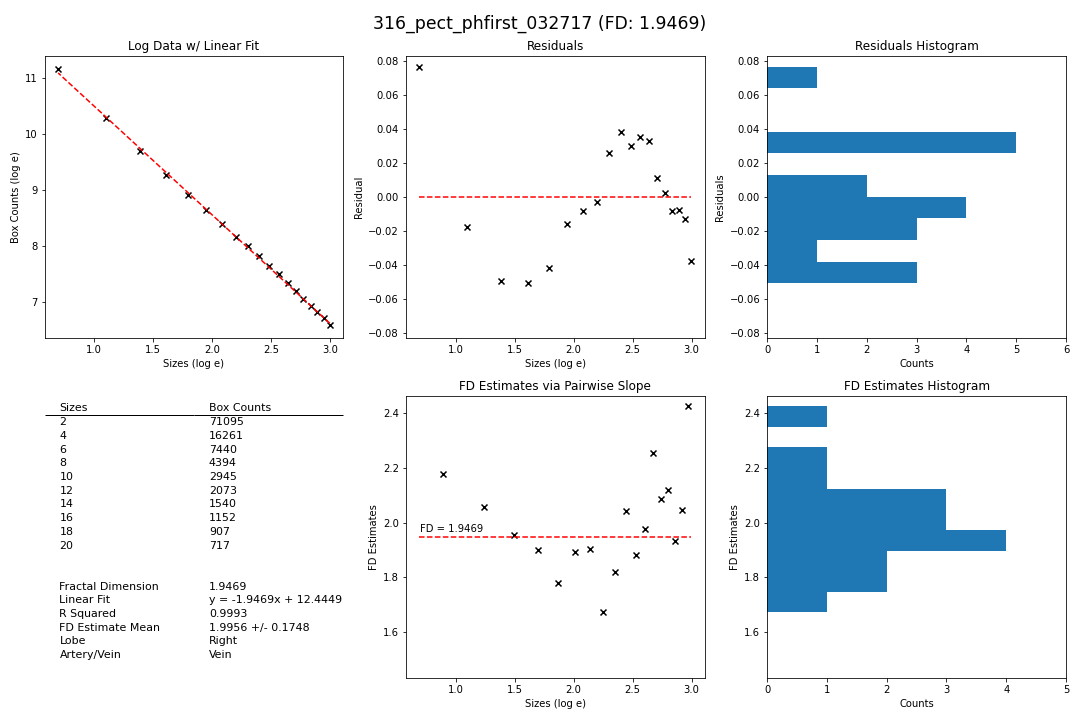 316_pect_phfirst_032717 (FD: 1.9469)
Log Data w/ Linear Fit
11
10
9
8
7
Box Counts (log e)
1.0 1.5 2.0 2.5 3.0
Sizes (log e)
Residuals
0.08
0.06
0.04
0.02
0.00
−0.02
−0.04
−0.06
−0.08
Residual
1.0 1.5 2.0 2.5 3.0
Sizes (log e)
Residuals Histogram
0.08
0.06
0.04
0.02
0.00
−0.02
−0.04
−0.06
−0.08
Residuals
0 1 2 3 4 5 6
Counts
Sizes Box Counts
2 71095
4 16261
6 7440
8 4394
10 2945
12 2073
14 1540
16 1152
18 907
20 717
Fractal Dimension 1.9469
Linear Fit y = -1.9469x + 12.4449
R Squared 0.9993
FD Estimate Mean 1.9956 +/- 0.1748
Lobe Right
Artery/Vein Vein
FD Estimates via Pairwise Slope
2.4
2.2
2.0
1.8
1.6
FD Estimates
FD = 1.9469
1.0 1.5 2.0 2.5 3.0
Sizes (log e)
FD Estimates Histogram
2.4
2.2
2.0
1.8
1.6
FD Estimates
0 1 2 3 4 5
Counts